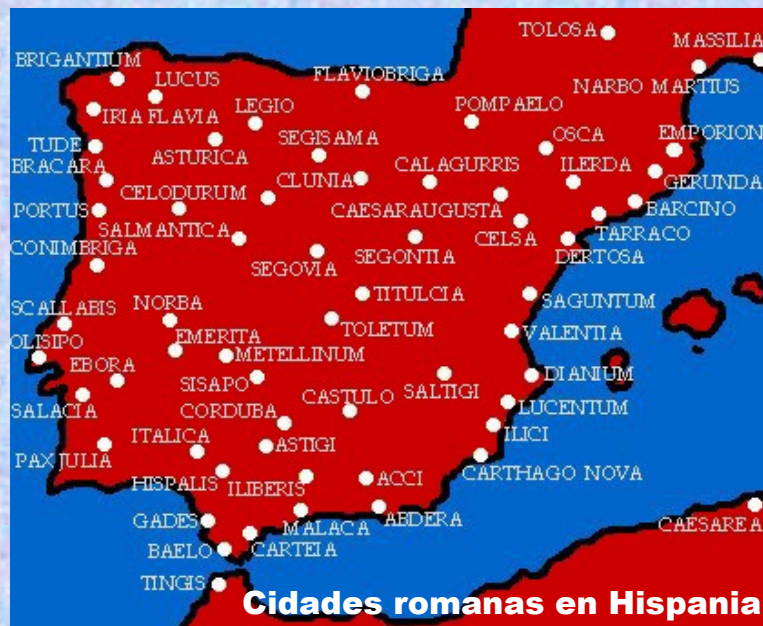 TOLOSA
MASSILIA
BRIGANTIUM
LUCUS
FLAVIOBRIGA
NARBO MARTIUS
IRIA FLAVIA
LEGIO
POMPAELO
TUDE
ASTURICA
SEGISAMA
OSCA
EMPORION
BRACARA
CELODURUM
CLUNIA
CALAGURRIS
ILERDA
GERUNDA
PORTUS
SALMANTICA
CAESARAUGUSTA
CELSA
BARCINO
TARRACO
CONIMBRIGA
SEGOVIA
SEGONTIA
DERTOSA
SCALLABIS
NORBA
TITULCIA
SAGUNTUM
OLISIPO
EMERITA
TOLETUM
VALENTIA
EBORA
METELLINUM
SISAPO
SALTIGI
DIANIUM
SALACIA
CORDUBA
CASTULO
LUCENTUM
ITALICA
ASTIGI
ILICI
PAX JULIA
HISPALIS
ILIBERIS
ACCI
CARTHAGO NOVA
GADES
MALACA
ABDERA
CAESAREA
BAELO
CARTEIA
TINGIS
Cidades romanas en Hispania